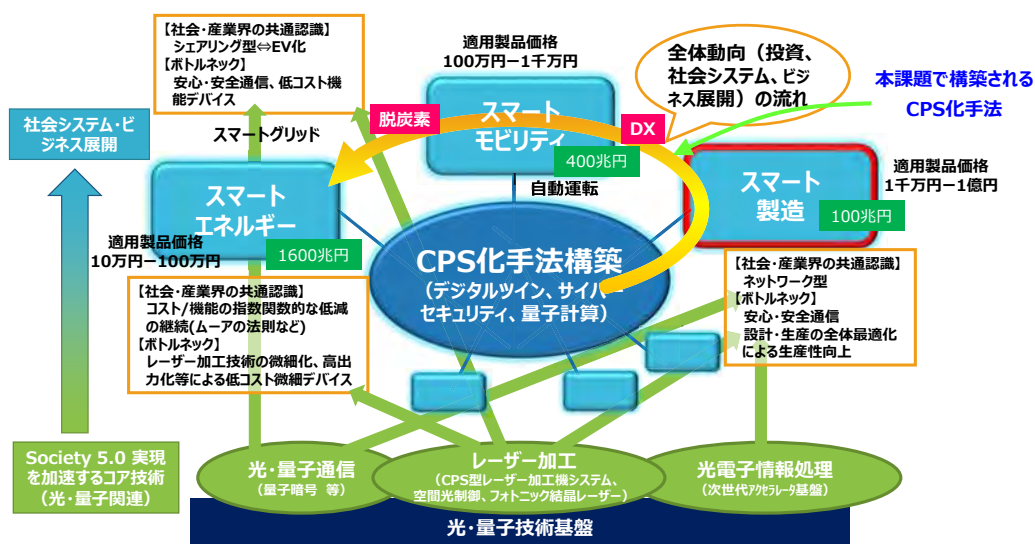 【社会・産業界の共通認識】
シェアリング型⇔EV化
【ボトルネック】
安心・安全通信、低コスト機
能デバイス
適用製品価格
100万円ー1千万円
全体動向（投資、
社会システム、ビジ
ネス展開）の流れ
本課題で構築される
CPS化手法
社会システム・ビ
ジネス展開
スマートグリッド
脱炭素
スマート
モビリティ
DX
400兆円
自動運転
スマート
エネルギー
1600兆円
適用製品価格
10万円ー100万円
スマート
製造
100兆円
適用製品価格
1千万円ー1億円
CPS化手法構築
（デジタルツイン、サイバー
セキュリティ、量子計算）
【社会・産業界の共通認識】
コスト/機能の指数関数的な低減
の継続(ムーアの法則など)
【ボトルネック】
レーザー加工技術の微細化、高出
力化等による低コスト微細デバイス
【社会・産業界の共通認識】
ネットワーク型
【ボトルネック】
安心・安全通信
設計・生産の全体最適化
による生産性向上
Society 5.0 実現
を加速するコア技術
（光・量子関連）
光・量子通信
（量子暗号 等）
レーザー加工
（CPS型レーザー加工機システム、
空間光制御、フォトニック結晶レーザー）
光電子情報処理
（次世代ｱｸｾﾗﾚｰﾀ基盤）
光・量子技術基盤